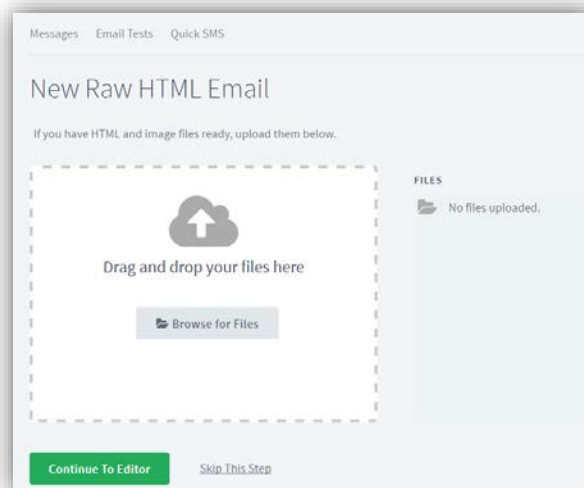 Messages Email Tests Quick SMS
New Raw HTML Email
If you have HTML and image files ready, upload them below.
Drag and drop your files here
Browse for Files
FILES
No files uploaded.
Continue To Editor Skip This Step